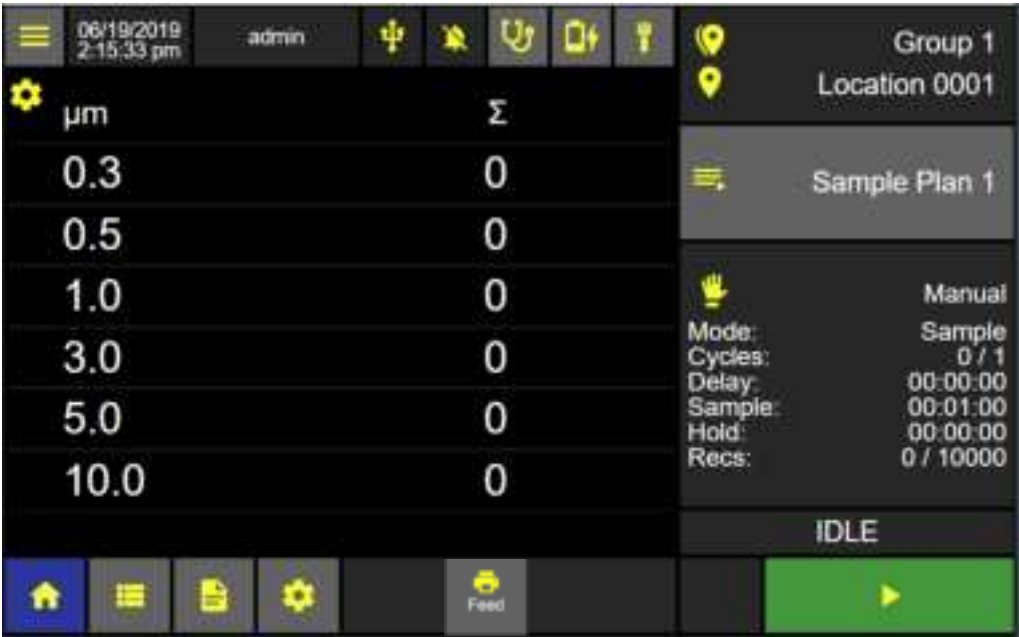 06/19/2019
2:15:33 pm
admin
Group 1
Location 0001
µm Σ
0.3 0
0.5 0
1.0 0
3.0 0
5.0 0
10.0 0
Sample Plan 1
Manual
Mode: Sample
Cycles: 0 / 1
Delay: 00:00:00
Sample: 00:01:00
Hold: 00:00:00
Recs: 0 / 10000
IDLE
Feed